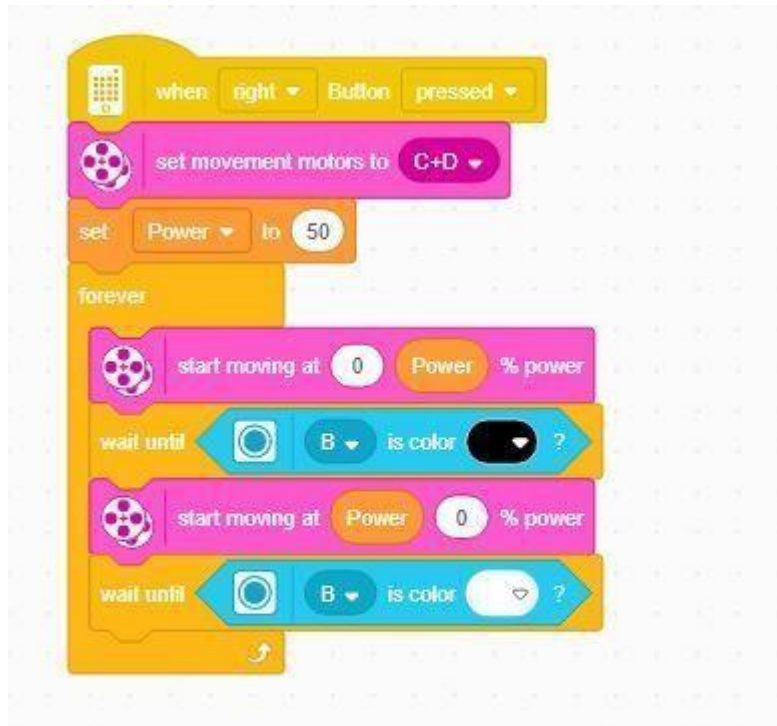 when right Button pressed
set movement motors to C+D
set Power to 50
forever
start moving at 0 Power % power
wait until B is color ?
start moving at Power 0 % power
wait until B is color ?